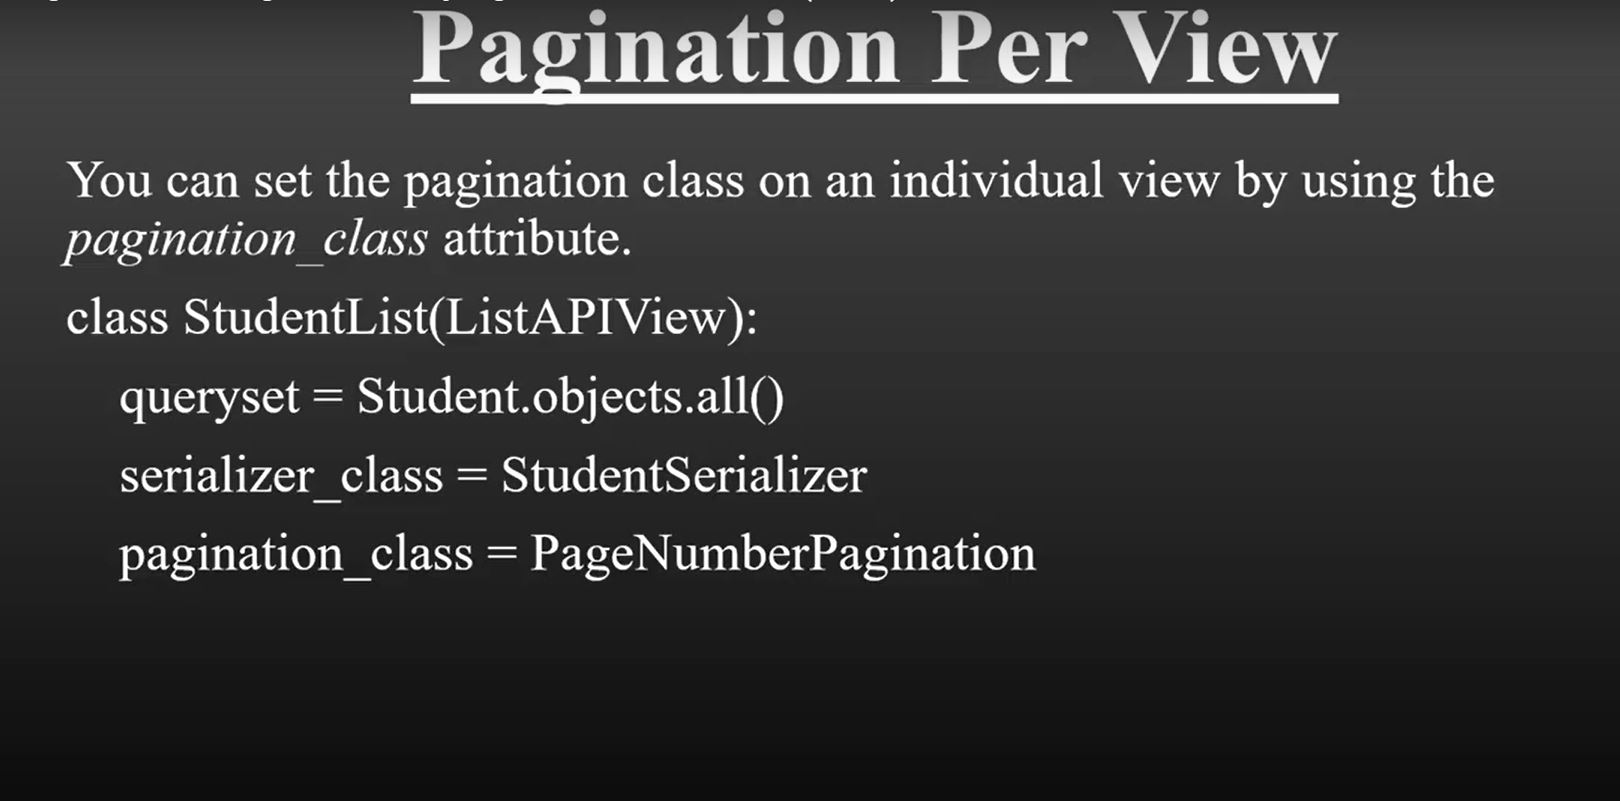 Pagination Per View
You can set the pagination class on an individual view by using the
pagination_class attribute.
class StudentList(ListAPIView):
queryset = Student.objects.all()
serializer_class = StudentSerializer
pagination_class = PageNumberPagination